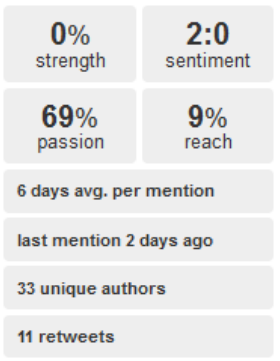 0% 2:0
strength sentiment
69% 9%
passion reach
6 days avg. per mention
last mention 2 days ago
33 unique authors
11 retweets